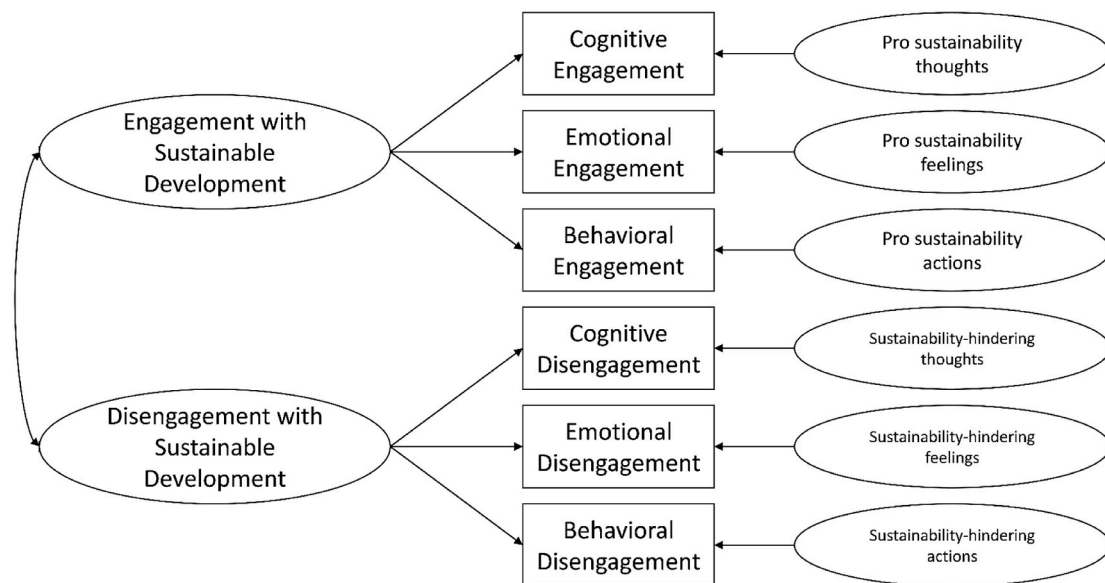 Cognitive
Engagement
Pro sustainability
thoughts
Engagement with
Sustainable
Development
Emotional
Engagement
Pro sustainability
feelings
Behavioral
Engagement
Pro sustainability
actions
Cognitive
Disengagement
Sustainability-hindering
thoughts
Disengagement with
Sustainable
Development
Emotional
Disengagement
Sustainability-hindering
feelings
Behavioral
Disengagement
Sustainability-hindering
actions